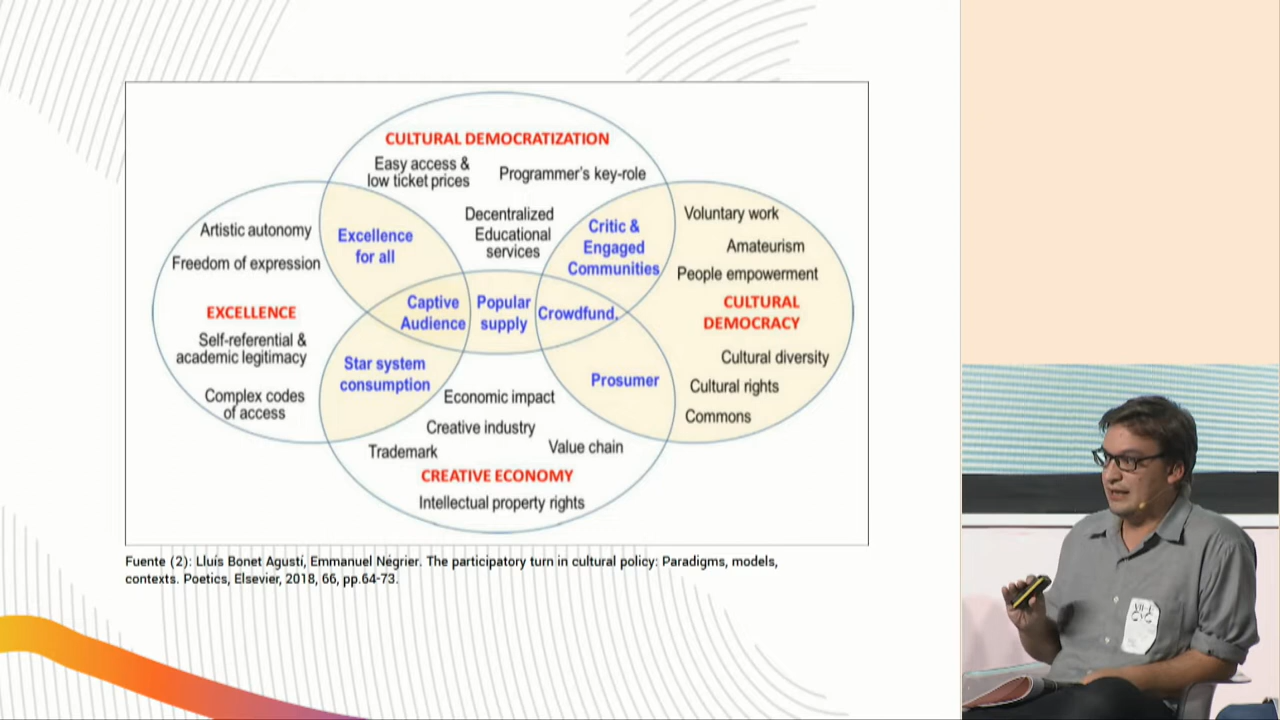 CULTURAL DEMOCRATIZATION
Easy access &
low ticket prices
Programmer's key-role
Decentralized
Educational
services
Artistic autonomy
Freedom of expression
EXCELLENCE
Self-referential &
academic legitimacy
Complex codes
of access
Excellence
for all
Critic &
Engaged
Communities
Voluntary work
Amateurism
People empowerment
CULTURAL
DEMOCRACY
Cultural diversity
Cultural rights
Commons
Captive
Audience
Popular
supply
Crowdfund.
Star system
consumption
Prosumer
Economic impact
Creative industry
Trademark
Value chain
CREATIVE ECONOMY
Intellectual property rights
Fuente (2): Lluís Bonet Agustí, Emmanuel Négrier. The participatory turn in cultural policy: Paradigms, models,
contexts. Poetics, Elsevier, 2018, 66, pp.64-73.